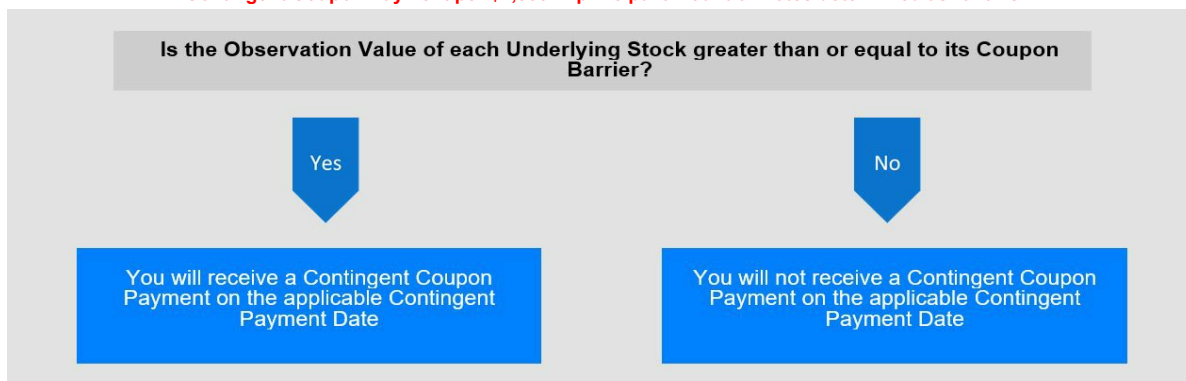 Is the Observation Value of each Underlying Stock greater than or equal to its Coupon
Barrier?
Yes
No
You will receive a Contingent Coupon
Payment on the applicable Contingent
Payment Date
You will not receive a Contingent Coupon
Payment on the applicable Contingent
Payment Date